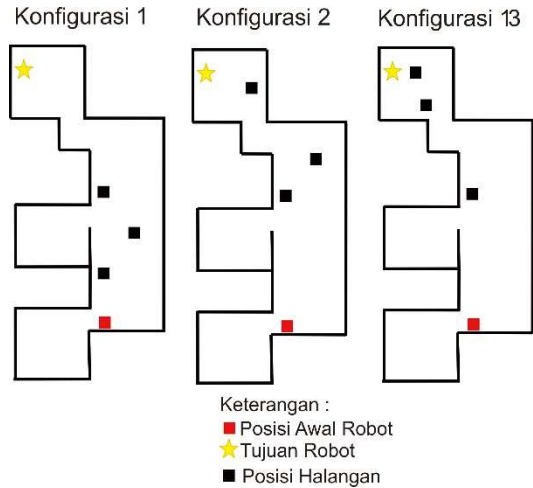 Konfigurasi 1
Konfigurasi 2
Konfigurasi 13
Keterangan :
Posisi Awal Robot
Tujuan Robot
Posisi Halangan